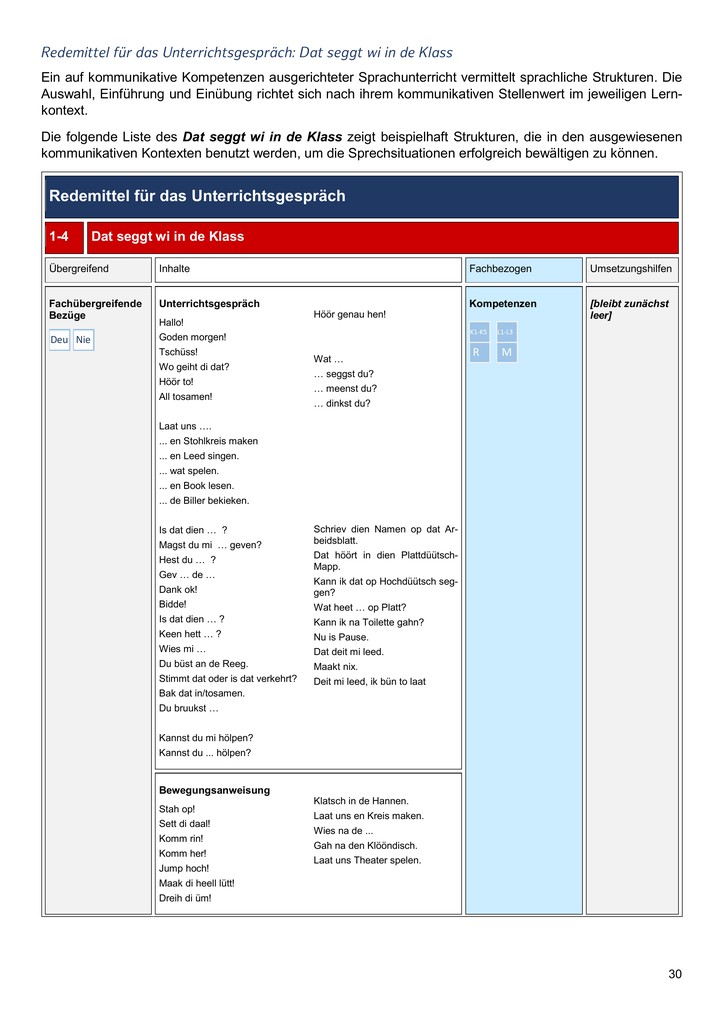 Redemittel für das Unterrichtsgespräch: Dat seggt wi in de Klass
Ein auf kommunikative Kompetenzen ausgerichteter Sprachunterricht vermittelt sprachliche Strukturen. Die
Auswahl, Einführung und Einübung richtet sich nach ihrem kommunikativen Stellenwert im jeweiligen Lern-
kontext.
Die folgende Liste des Dat seggt wi in de Klass zeigt beispielhaft Strukturen, die in den ausgewiesenen
kommunikativen Kontexten benutzt werden, um die Sprechsituationen erfolgreich bewältigen zu können.
Redemittel für das Unterrichtsgespräch
1-4 Dat seggt wi in de Klass
Übergreifend Inhalte Fachbezogen Umsetzungshilfen
Fachübergreifende
Bezüge
Deu Nie
Unterrichtsgespräch
Hallo!
Goden morgen!
Tschüss!
Wo geiht di dat?
Höör to!
All tosamen!
Laat uns ….
... en Stohlkreis maken
... en Leed singen.
... wat spelen.
... en Book lesen.
... de Biller bekieken.
Is dat dien … ?
Magst du mi … geven?
Hest du … ?
Gev … de …
Dank ok!
Bidde!
Is dat dien … ?
Keen hett … ?
Wies mi …
Du büst an de Reeg.
Stimmt dat oder is dat verkehrt?
Bak dat in/tosamen.
Du bruukst …
Kannst du mi hölpen?
Kannst du ... hölpen?
Höör genau hen!
Wat …
… seggst du?
… meenst du?
… dinkst du?
Schriev dien Namen op dat Ar-
beidsblatt.
Dat höört in dien Plattdüütsch-
Mapp.
Kann ik dat op Hochdüütsch seg-
gen?
Wat heet … op Platt?
Kann ik na Toilette gahn?
Nu is Pause.
Dat deit mi leed.
Maakt nix.
Deit mi leed, ik bün to laat
Bewegungsanweisung
Stah op!
Sett di daal!
Komm rin!
Komm her!
Jump hoch!
Maak di heell lütt!
Dreih di üm!
Klatsch in de Hannen.
Laat uns en Kreis maken.
Wies na de ...
Gah na den Klööndisch.
Laat uns Theater spelen.
Kompetenzen
K1-K5 L1-L3
R M
[bleibt zunächst
leer]
30